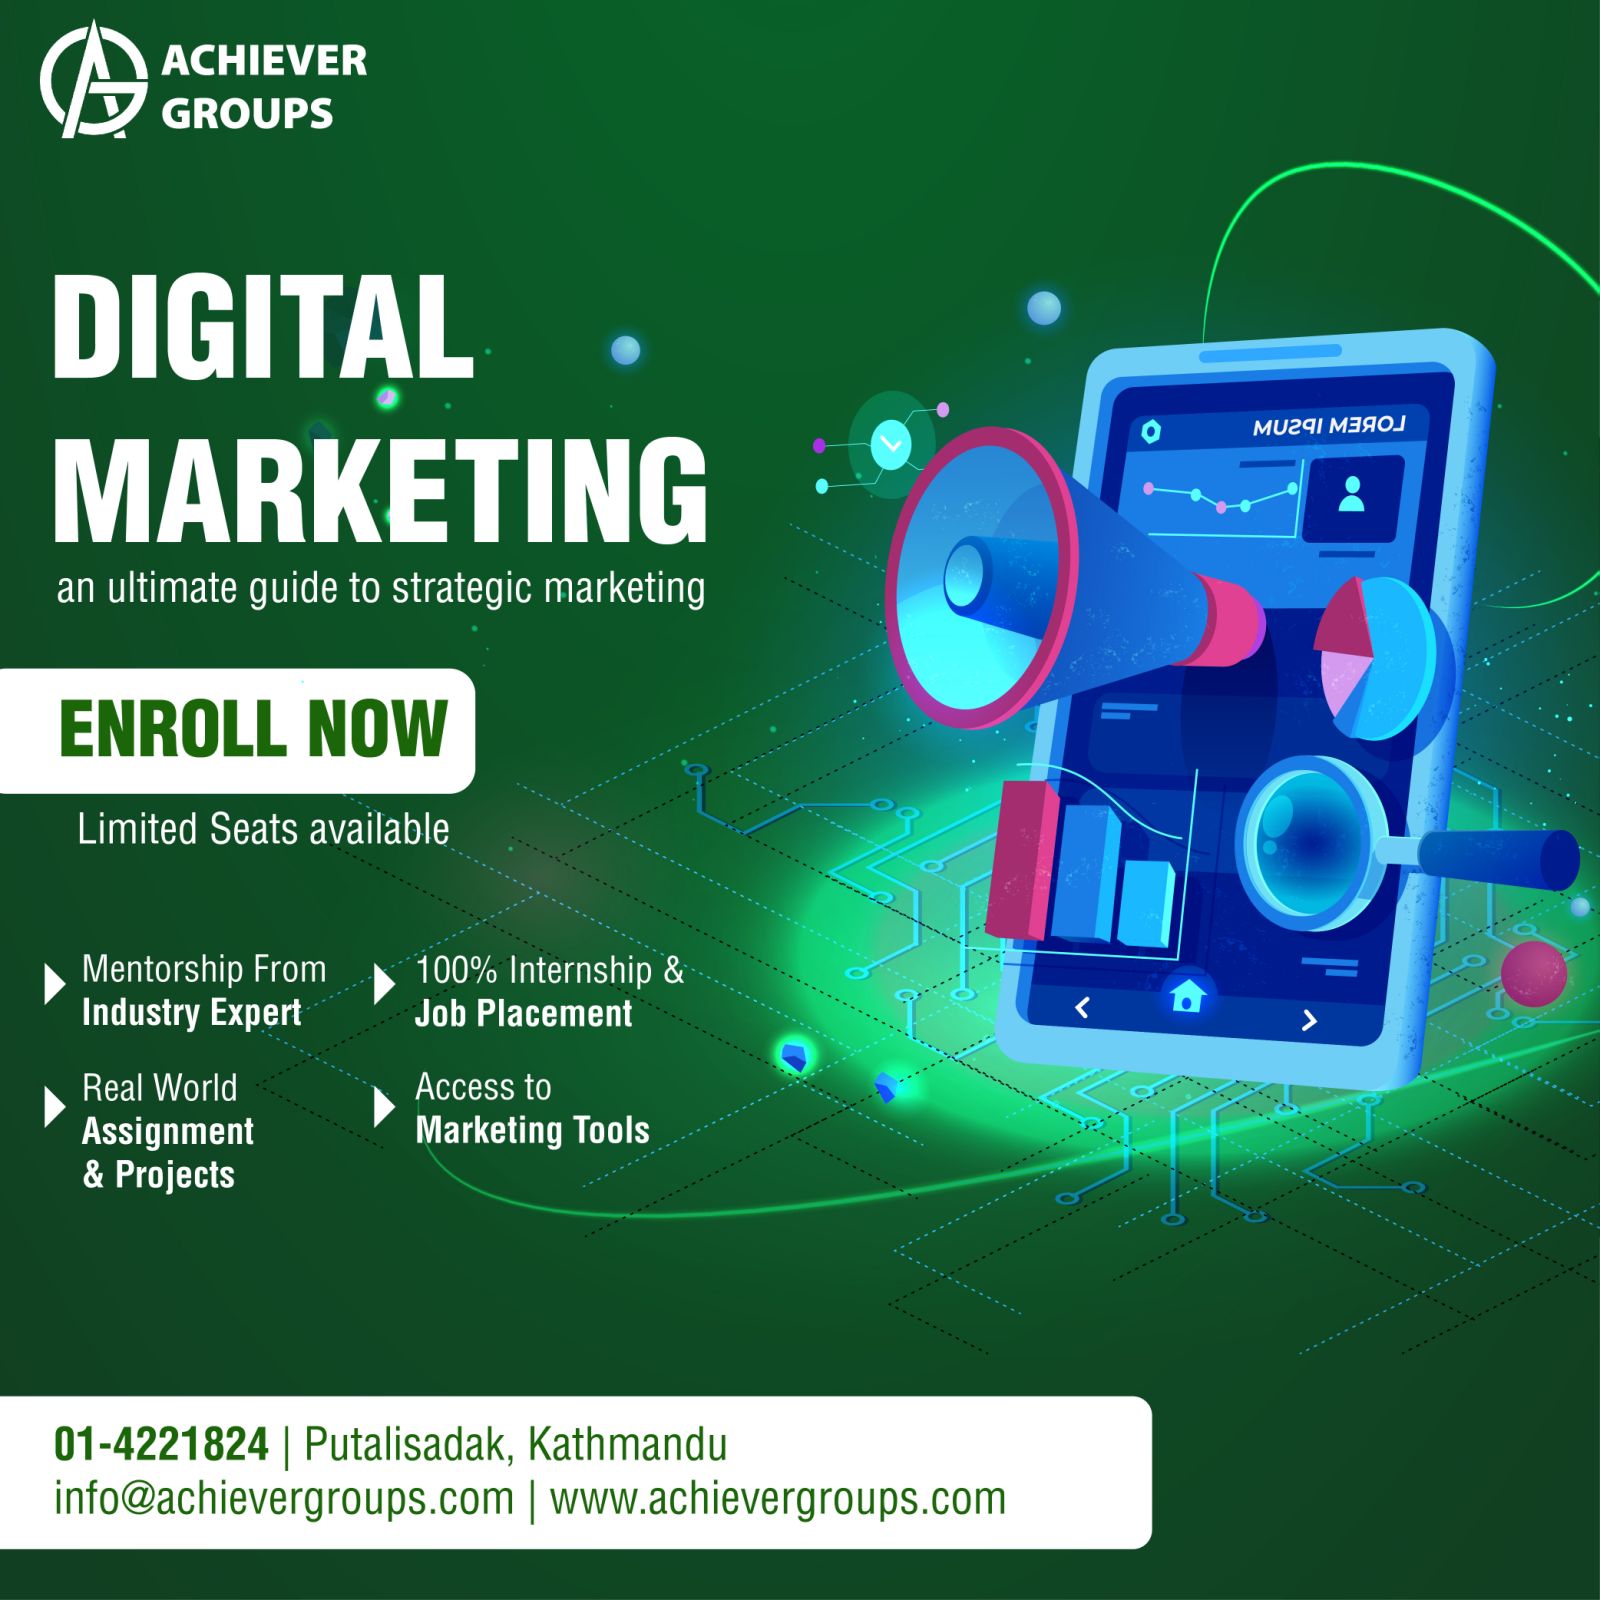 ACHIEVER
GROUPS
DIGITAL
MARKETING
an ultimate guide to strategic marketing
ENROLL NOW
Limited Seats available
Mentorship From
Industry Expert
100% Internship &
Job Placement
Real World
Assignment
& Projects
Access to
Marketing Tools
LOREM IPSUM
01-4221824 | Putalisadak, Kathmandu
info@achievergroups.com | www.achievergroups.com